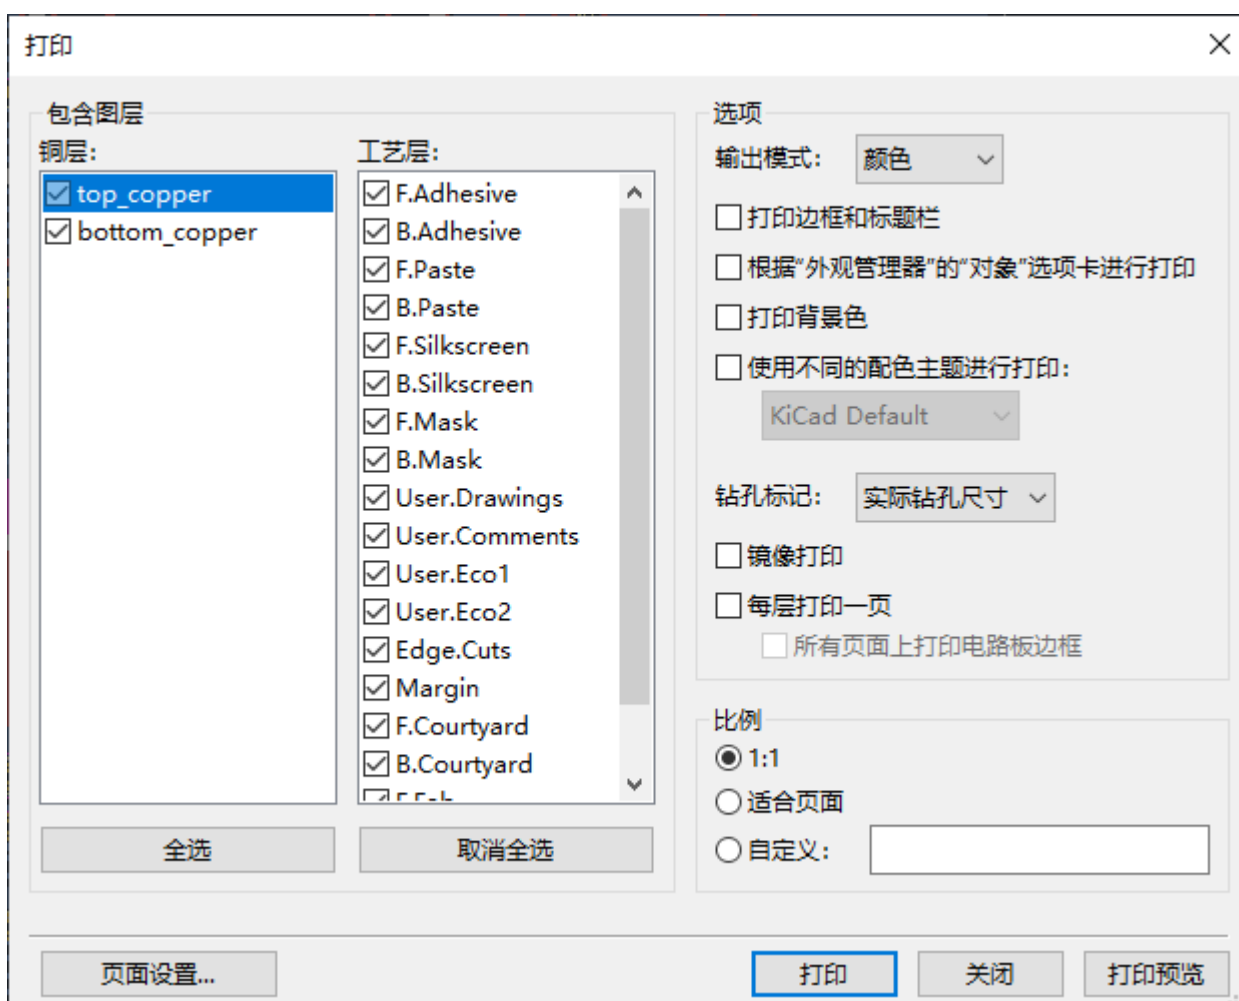 打印
包含图层
铜层:
top_copper
bottom_copper
全选
工艺层:
F.Adhesive
B.Adhesive
F.Paste
B.Paste
F.Silkscreen
B.Silkscreen
F.Mask
B.Mask
User.Drawings
User.Comments
User.Eco1
User.Eco2
Edge.Cuts
Margin
F.Courtyard
B.Courtyard
取消全选
选项
输出模式: 颜色
打印边框和标题栏
根据“外观管理器”的“对象”选项卡进行打印
打印背景色
使用不同的配色主题进行打印:
KiCad Default
钻孔标记: 实际钻孔尺寸
镜像打印
每层打印一页
所有页面上打印电路板边框
比例
1:1
适合页面
自定义:
页面设置...
打印
关闭
打印预览